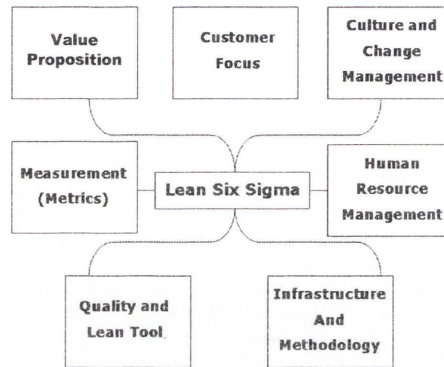 Value
Proposition
Customer
Focus
Culture and
Change
Management
Measurement
(Metrics)
Lean Six Sigma
Human
Resource
Management
Quality and
Lean Tool
Infrastructure
And
Methodology